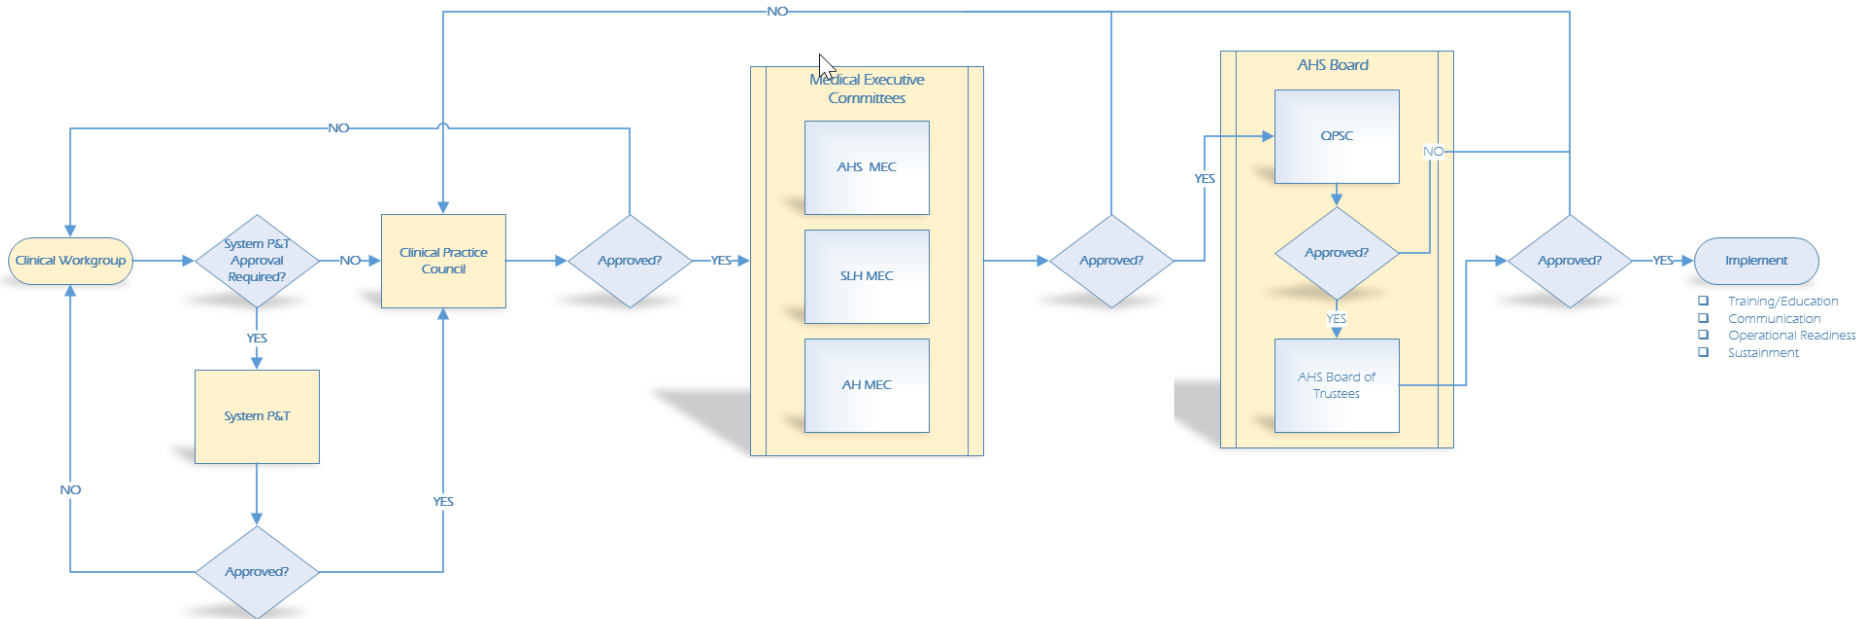 NO
NO
Clinical Workgroup
System P&T
Approval
Required?
NO
YES
System P&T
NO
Approved?
YES
Clinical Practice
Council
Approved?
YES
Medical Executive
Committees
AHS MEC
SLH MEC
AH MEC
Approved?
YES
AHS Board
QPSC
NO
Approved?
YES
AHS Board of
Trustees
Approved?
YES
Implement
❑ Training/Education
❑ Communication
❑ Operational Readiness
❑ Sustainment